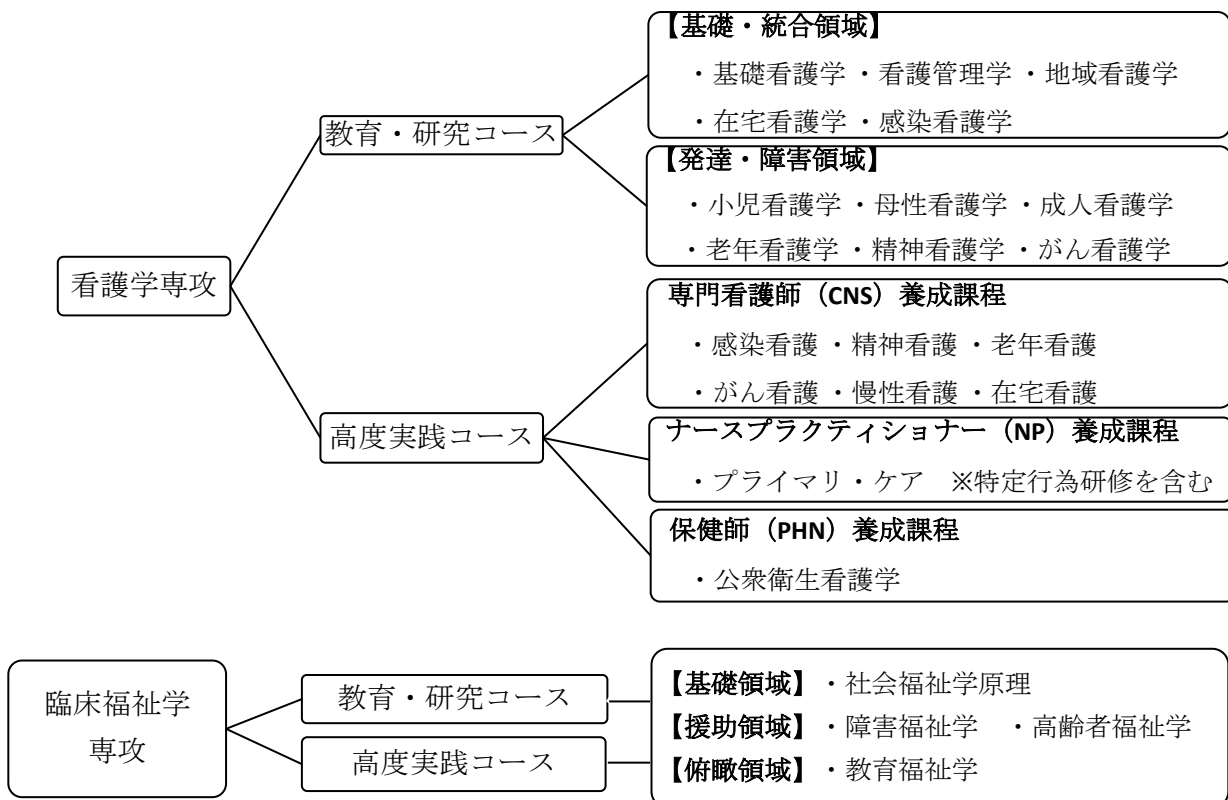 看護学専攻
教育・研究コース
【基礎・統合領域】
・基礎看護学 ・看護管理学 ・地域看護学
・在宅看護学 ・感染看護学
【発達・障害領域】
・小児看護学 ・母性看護学 ・成人看護学
・老年看護学 ・精神看護学 ・がん看護学
高度実践コース
専門看護師（CNS）養成課程
・感染看護 ・精神看護 ・老年看護
・がん看護 ・慢性看護 ・在宅看護
ナースプラクティショナー（NP）養成課程
・プライマリ・ケア　※特定行為研修を含む
保健師（PHN）養成課程
・公衆衛生看護学
臨床福祉学
専攻
教育・研究コース
高度実践コース
【基礎領域】・社会福祉学原理
【援助領域】・障害福祉学　・高齢者福祉学
【俯瞰領域】・教育福祉学